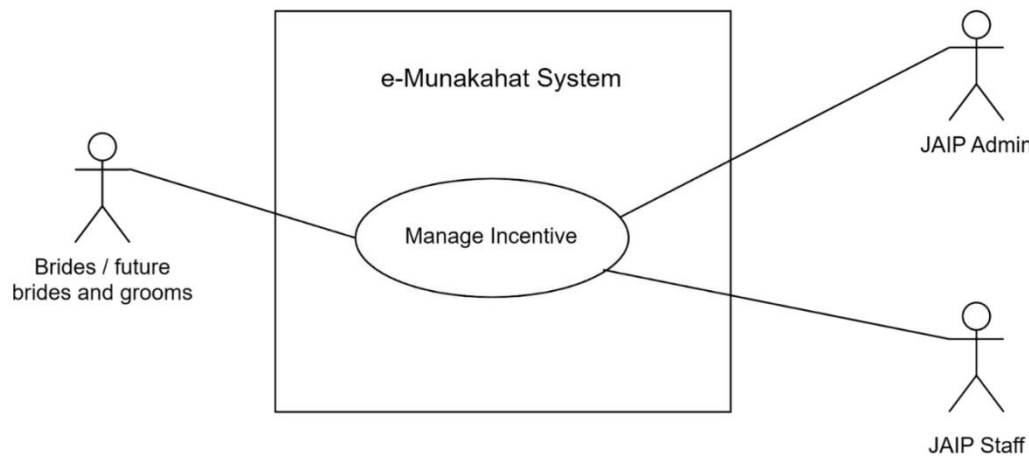 e-Munakahat System
JAIP Admin
Manage Incentive
Brides / future
brides and grooms
JAIP Staff